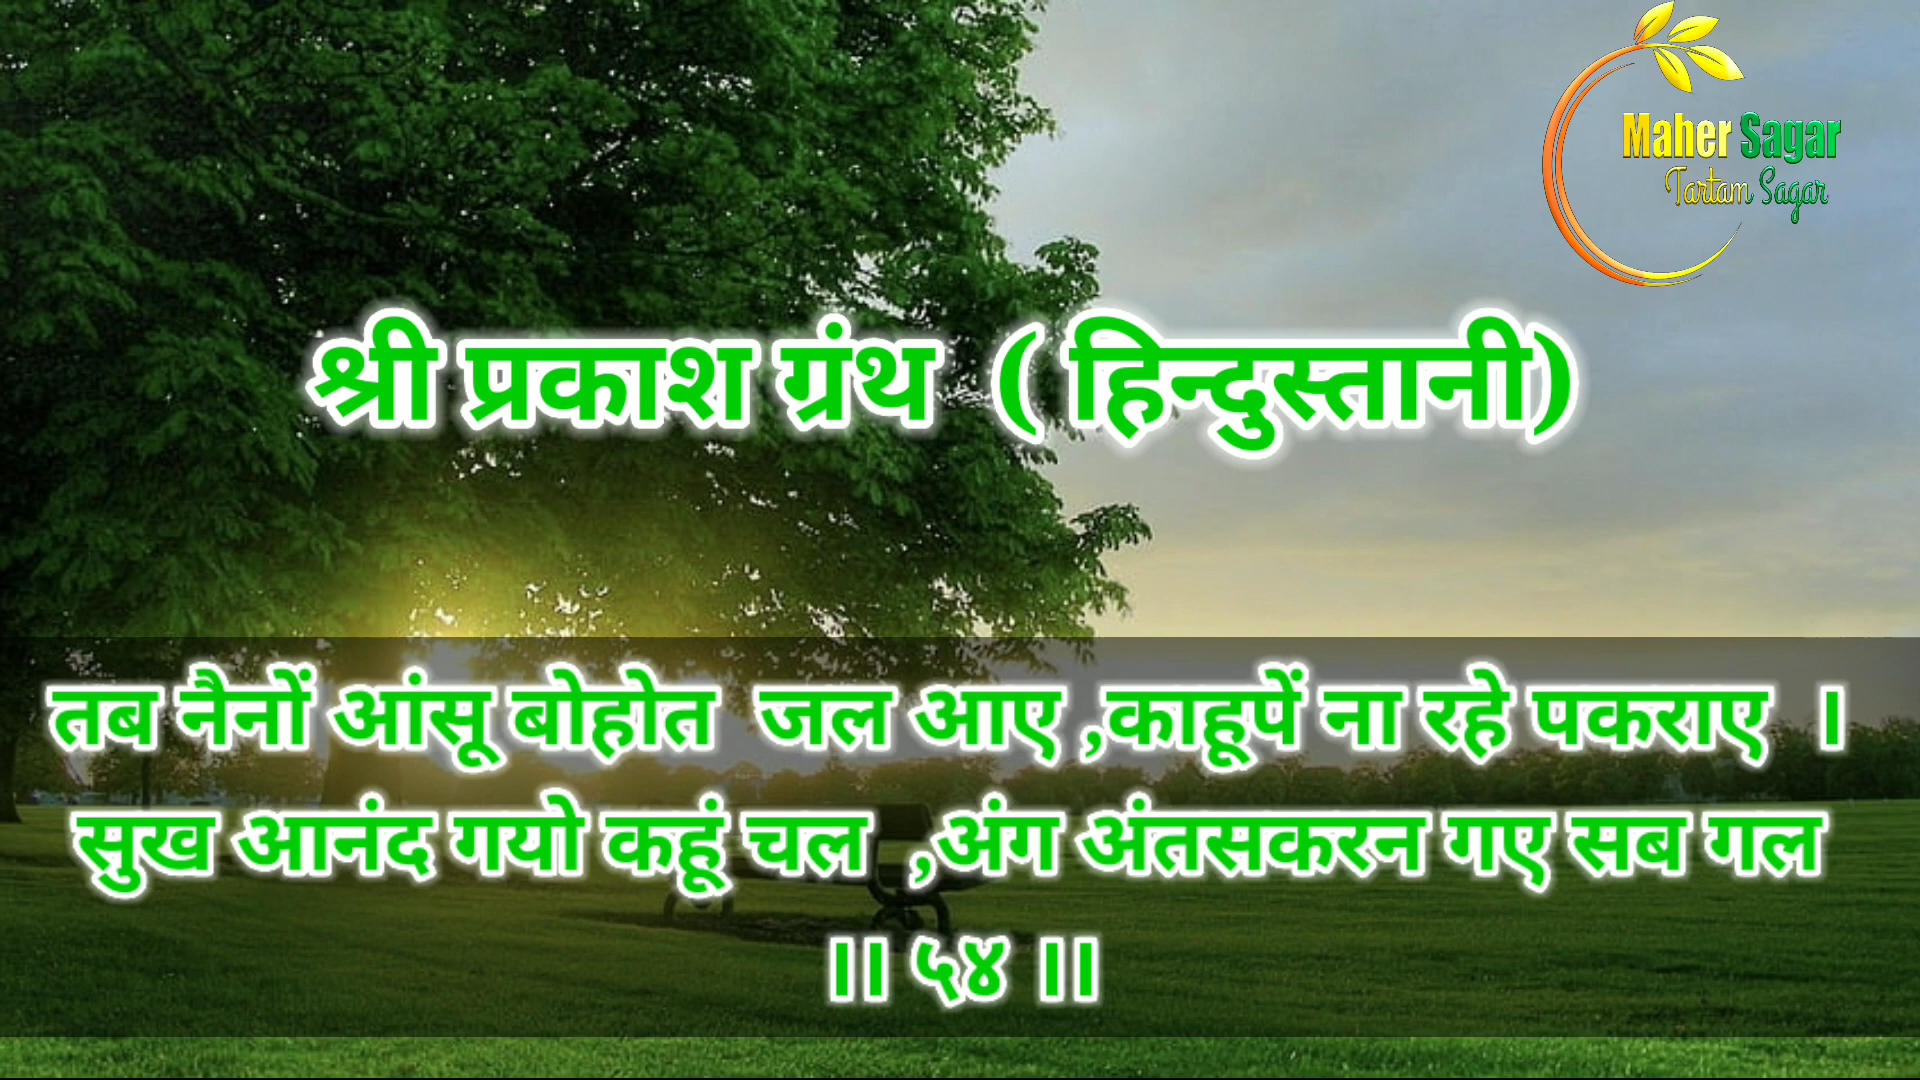 Maher Sagar
Tartam Sagar
श्री प्रकाश ग्रंथ ( हिन्दुस्तानी)
तब नैनों आंसू बोहोत जल आए ,काहूपें ना रहे पकराए ।
सुख आनंद गयो कहूं चल ,अंग अंतसकरन गए सब गल
।। ५४ ।।